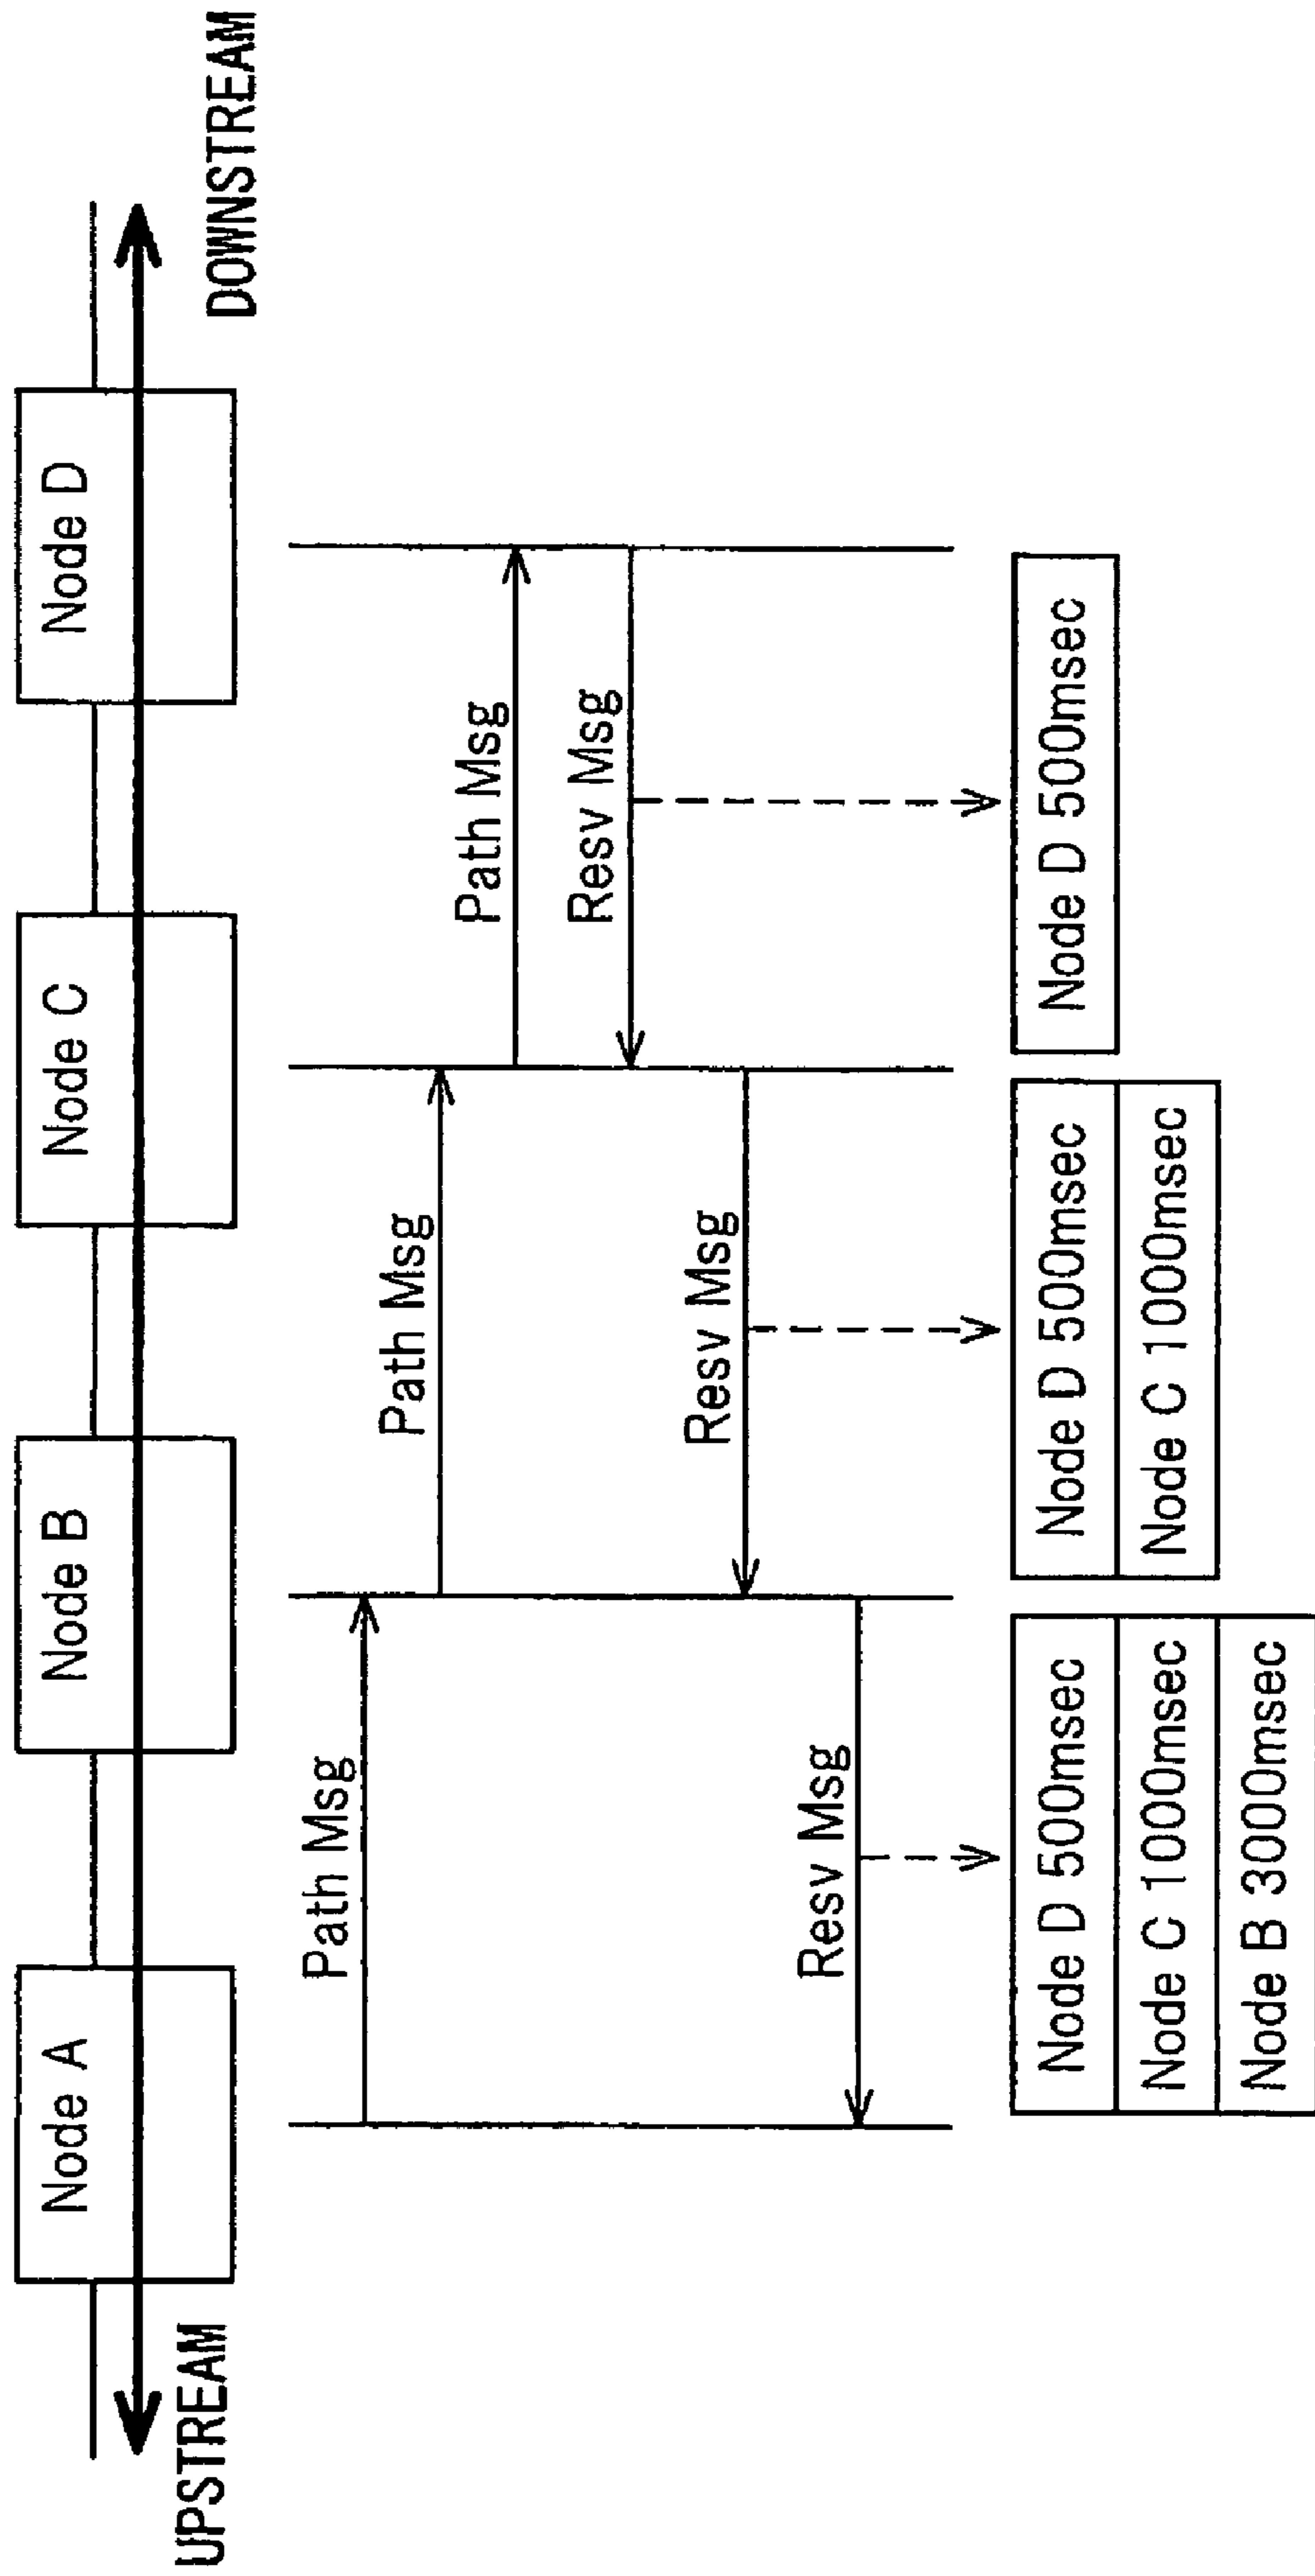 Node A
Node B
Node C
Node D
UPSTREAM
DOWNSTREAM
Path Msg
Path Msg
Path Msg
Resv Msg
Resv Msg
Resv Msg
Node D 500msec
Node C 1000msec
Node B 3000msec
Node D 500msec
Node C 1000msec
Node D 500msec